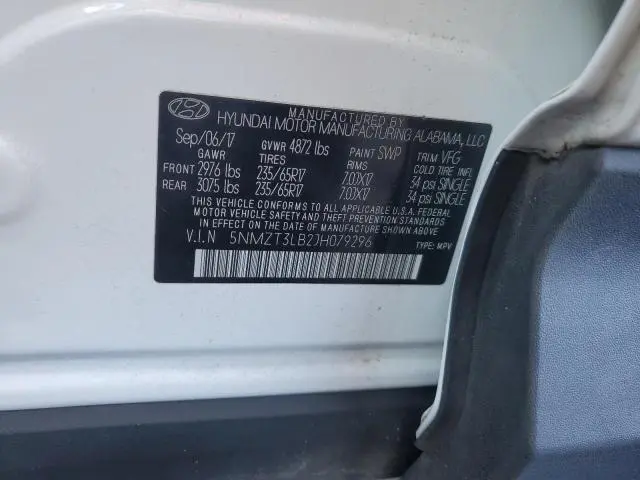 MANUFACTURED BY
HYUNDAI MOTOR MANUFACTURING ALABAMA, LLC
Sep/06/17 GVWR 4872 lbs PAINT SWP TRIM VFG
GAWR TIRES RIMS COLD TIRE INFL
FRONT 2976 lbs 235/65R17 7.0JX17 34 psi SINGLE
REAR 3075 lbs 235/65R17 7.0JX17 34 psi SINGLE
THIS VEHICLE CONFORMS TO ALL APPLICABLE U.S.A. FEDERAL
MOTOR VEHICLE SAFETY AND THEFT PREVENTION STANDARDS
IN EFFECT ON THE DATE OF MANUFACTURE SHOWN ABOVE
V.I.N 5NMZT3LB2JH079296 TYPE: MPV